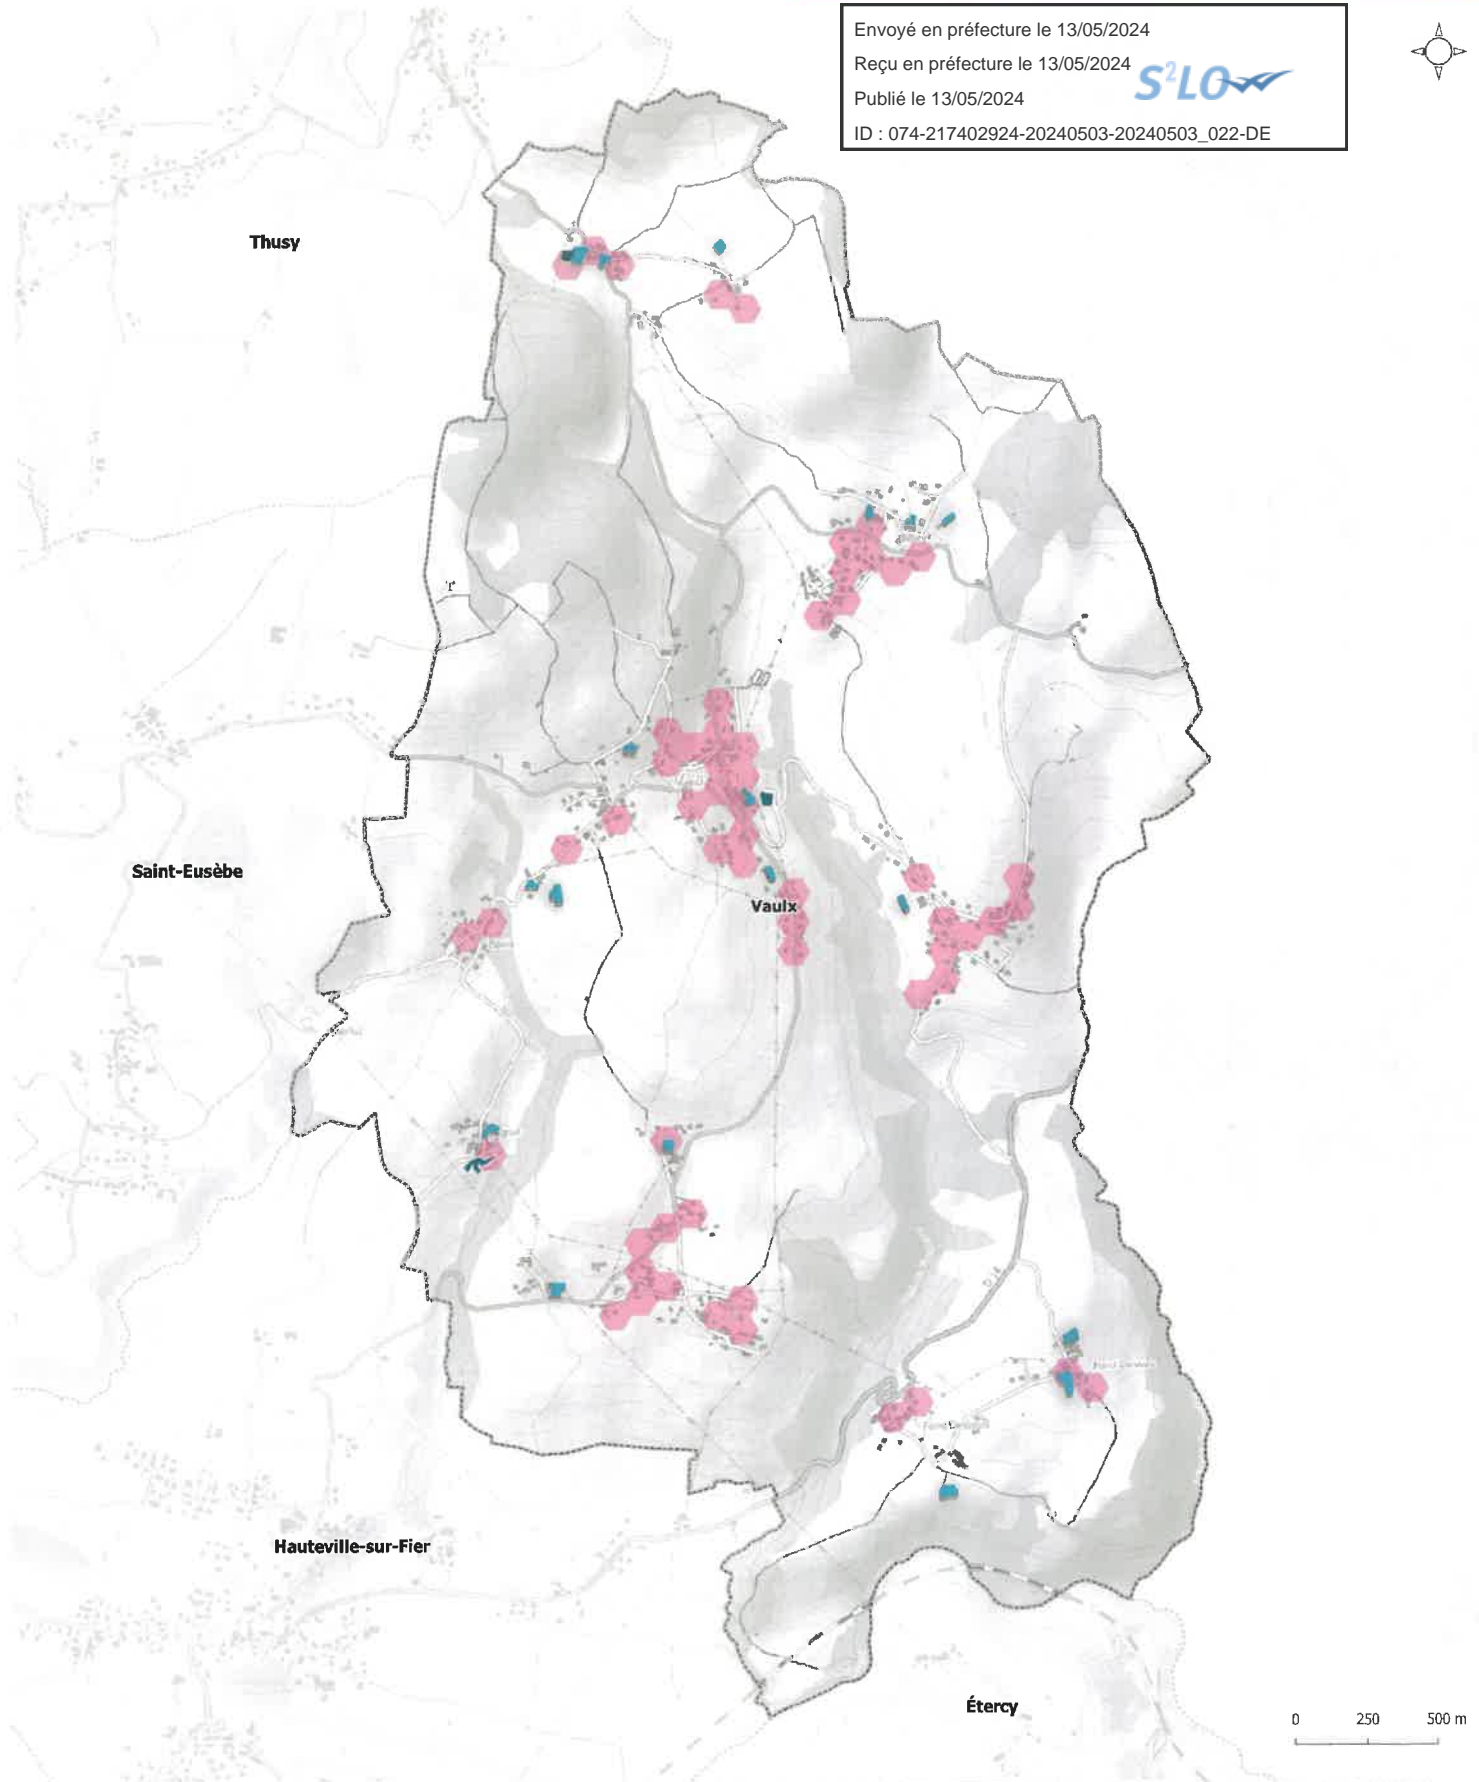 Envoyé en préfecture le 13/05/2024
Reçu en préfecture le 13/05/2024
S²LO
Publié le 13/05/2024
ID : 074-217402924-20240503-20240503_022-DE
Thusy
Saint-Eusèbe
Vaulx
D 14
Hauteville-sur-Fier
Étercy
0 250 500 m